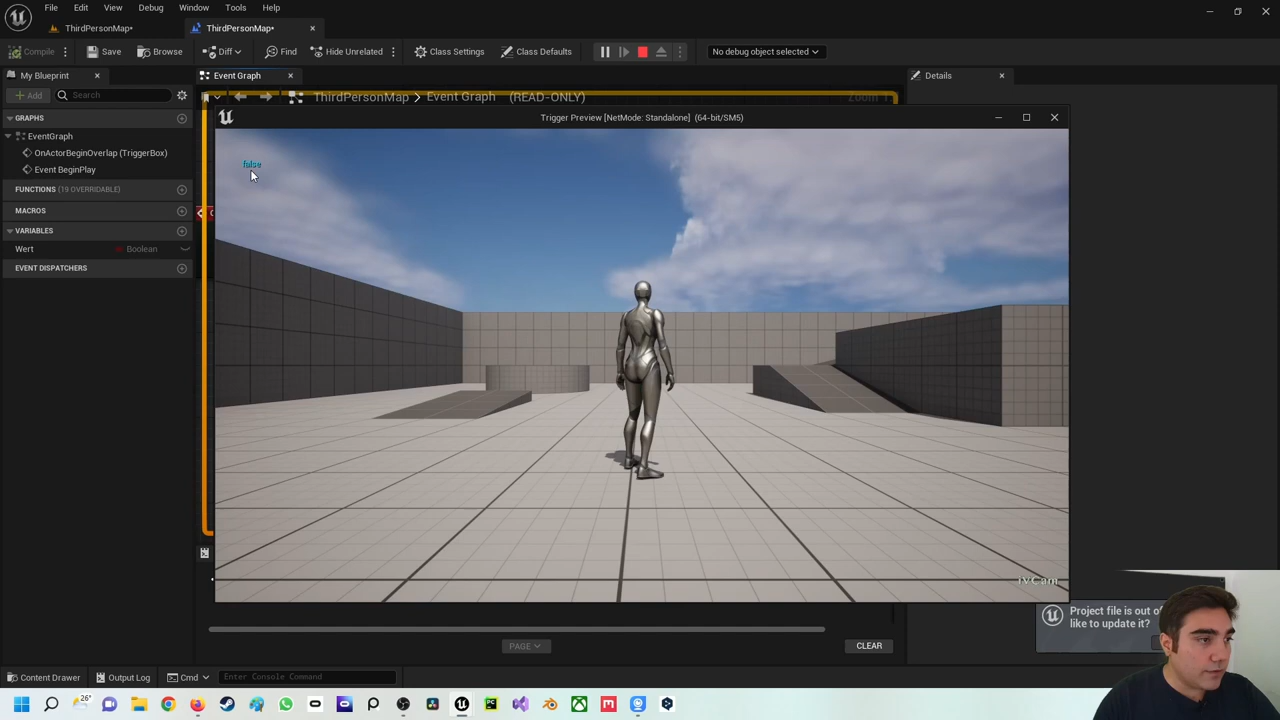 File Edit View Debug Window Tools Help
ThirdPersonMap* ThirdPersonMap*
Compile Save Browse Diff Find Hide Unrelated Class Settings Class Defaults No debug object selected
My Blueprint Event Graph Details
Add Search ThirdPersonMap > Event Graph (READ-ONLY) Zoom
GRAPHS
Trigger Preview [NetMode: Standalone] (64-bit/SM5)
EventGraph
OnActorBeginOverlap (TriggerBox)
false
Event BeginPlay
FUNCTIONS (19 OVERRIDABLE)
MACROS
VARIABLES
Wert Boolean
EVENT DISPATCHERS
iVCam
Project file is out of
like to update it?
PAGE CLEAR
Content Drawer Output Log Cmd Enter Console Command
26°